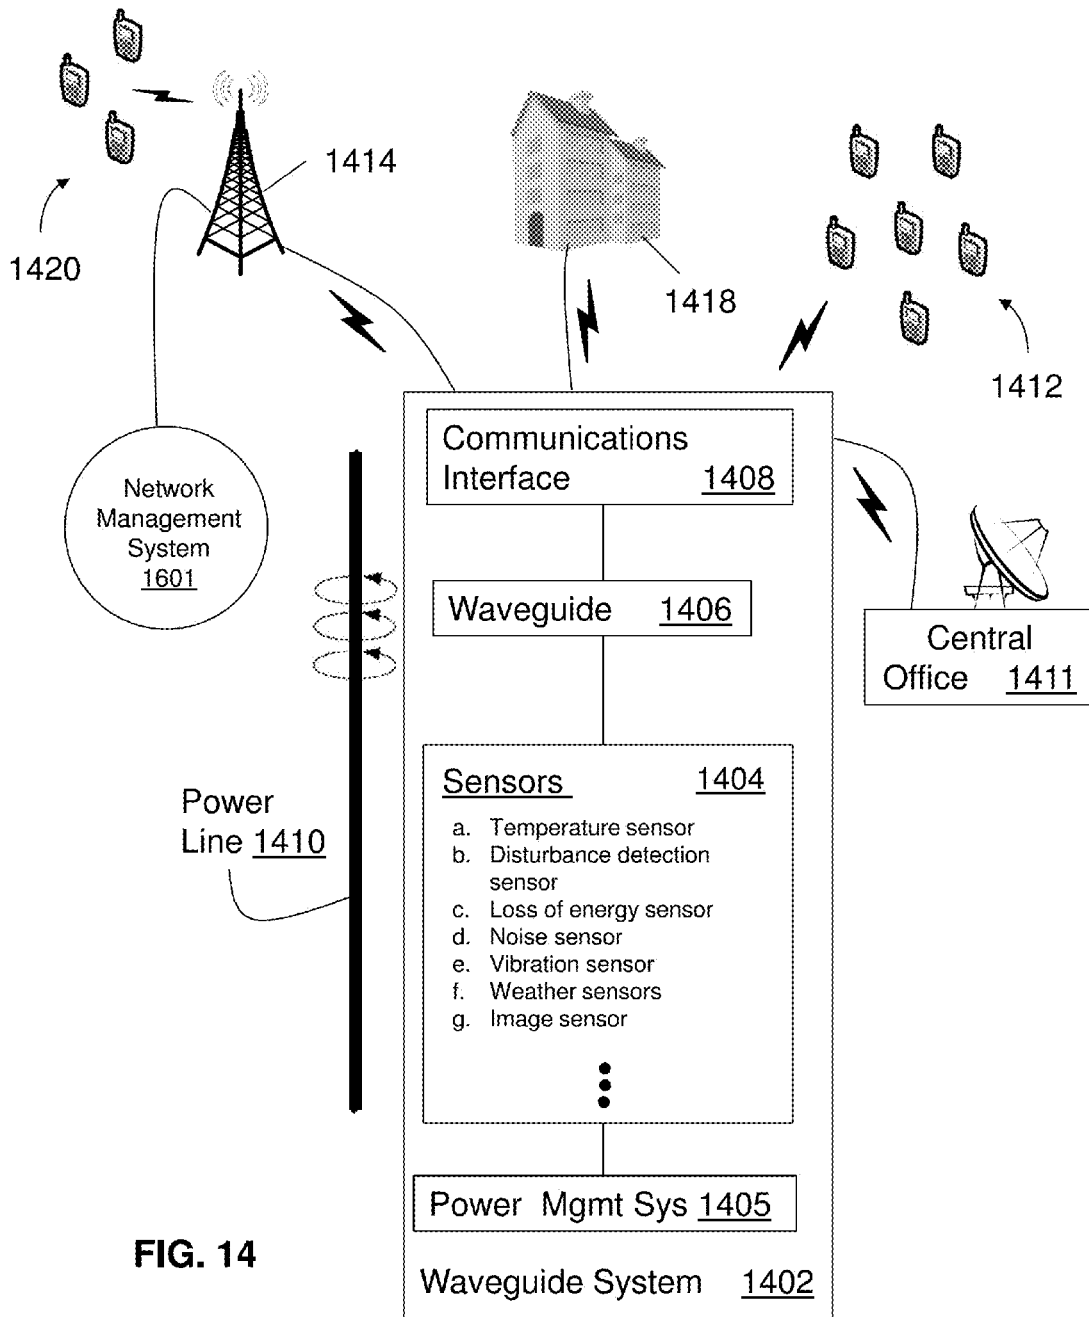 1414
1420
1418
1412
Communications
Interface 1408
Network
Management
System
1601
Waveguide 1406
Central
Office 1411
Sensors 1404
a. Temperature sensor
b. Disturbance detection
sensor
c. Loss of energy sensor
d. Noise sensor
e. Vibration sensor
f. Weather sensors
g. Image sensor
Power
Line 1410
Power Mgmt Sys 1405
FIG. 14
Waveguide System 1402